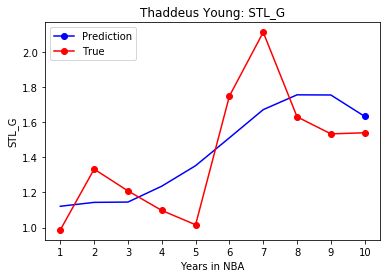 Thaddeus Young: STL_G
Prediction
True
2.0
1.8
1.6
1.4
1.2
1.0
STL_G
1 2 3 4 5 6 7 8 9 10
Years in NBA